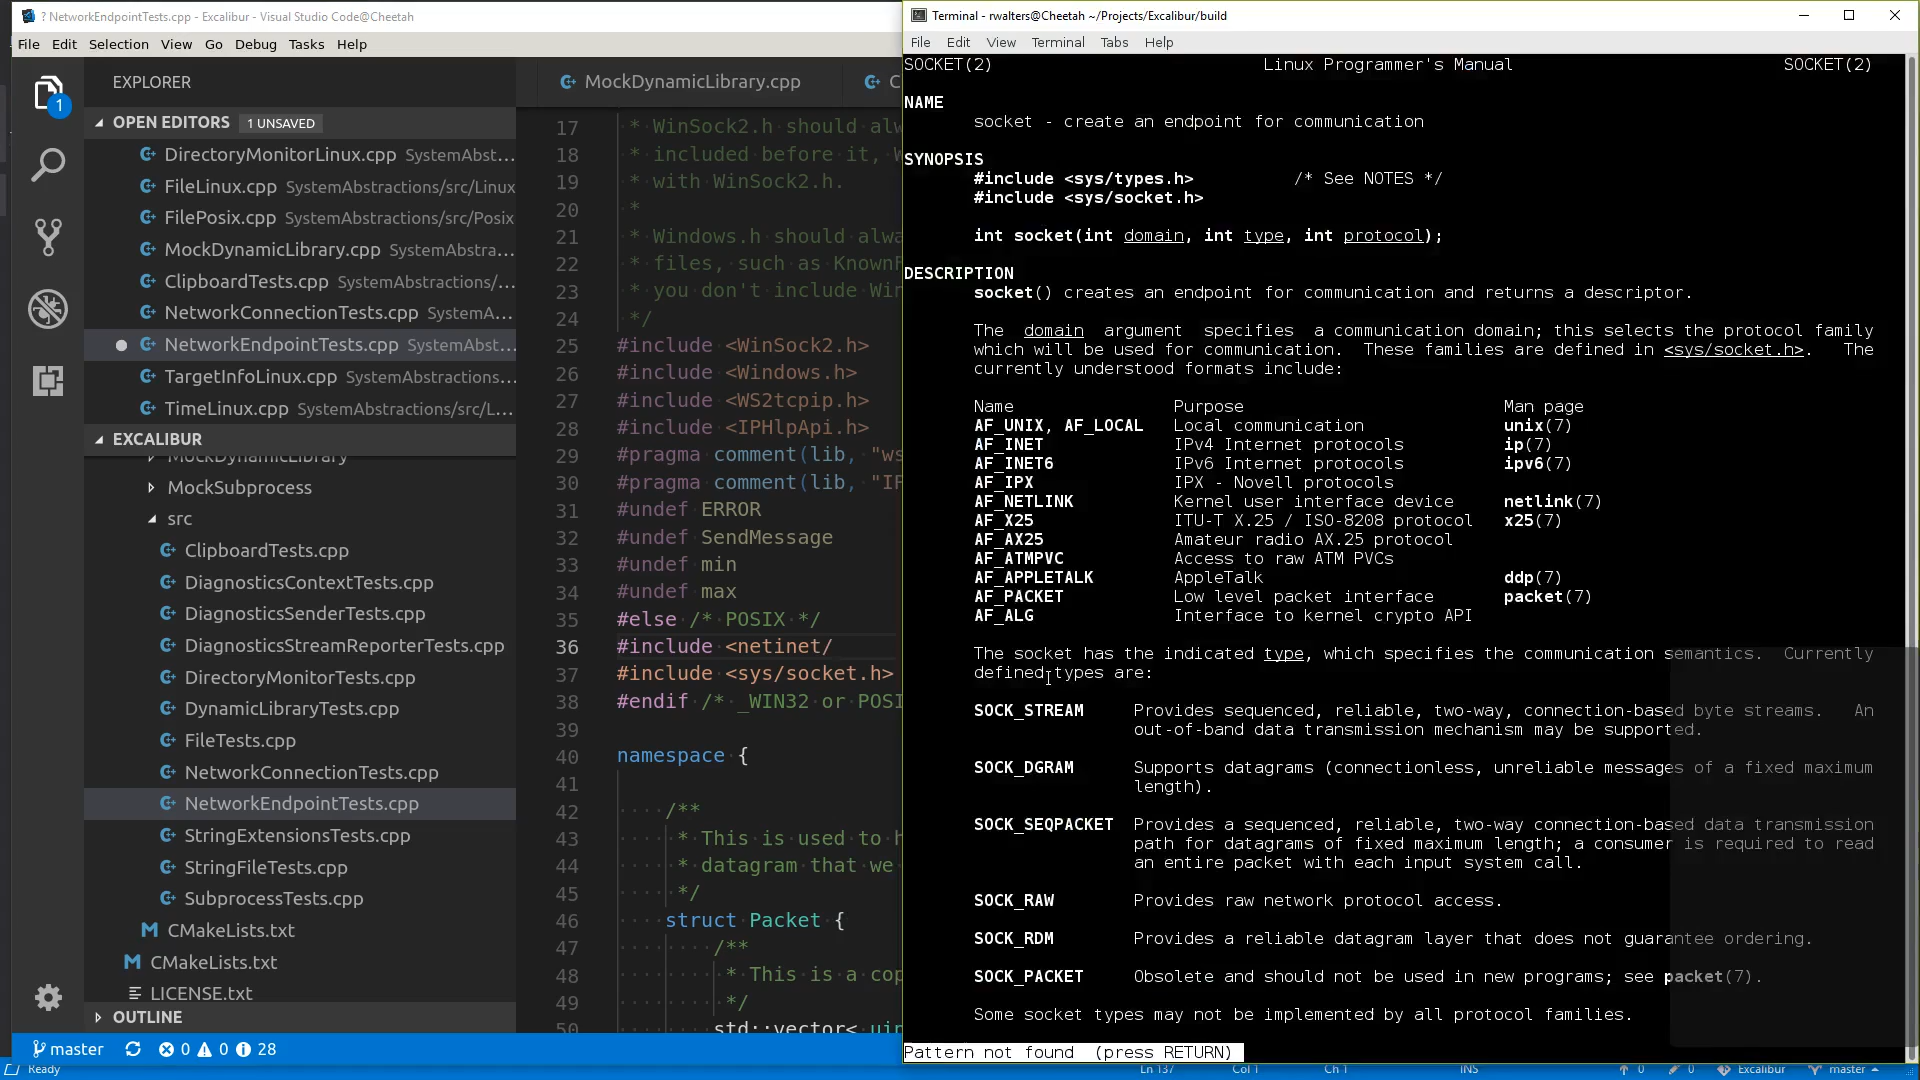 ? NetworkEndpointTests.cpp - Excalibur - Visual Studio Code@Cheetah
File Edit Selection View Go Debug Tasks Help
1
EXPLORER
OPEN EDITORS 1 UNSAVED
DirectoryMonitorLinux.cpp SystemAbst...
FileLinux.cpp SystemAbstractions/src/Linux
FilePosix.cpp SystemAbstractions/src/Posix
MockDynamicLibrary.cpp SystemAbstra...
ClipboardTests.cpp SystemAbstractions/...
NetworkConnectionTests.cpp SystemA...
NetworkEndpointTests.cpp SystemAbst...
TargetInfoLinux.cpp SystemAbstractions...
TimeLinux.cpp SystemAbstractions/src/L...
EXCALIBUR
MockDynamicLibrary
MockSubprocess
src
ClipboardTests.cpp
DiagnosticsContextTests.cpp
DiagnosticsSenderTests.cpp
DiagnosticsStreamReporterTests.cpp
DirectoryMonitorTests.cpp
DynamicLibraryTests.cpp
FileTests.cpp
NetworkConnectionTests.cpp
NetworkEndpointTests.cpp
StringExtensionsTests.cpp
StringFileTests.cpp
SubprocessTests.cpp
CMakeLists.txt
CMakeLists.txt
LICENSE.txt
OUTLINE
master 0 0 28
MockDynamicLibrary.cpp C
17 * WinSock2.h should alw
18 * included before it, W
19 * with WinSock2.h.
20 *
21 * Windows.h should alwa
22 * files, such as KnownF
23 * you don't include Win
24 */
25 #include <WinSock2.h>
26 #include <Windows.h>
27 #include <WS2tcpip.h>
28 #include <IPHlpApi.h>
29 #pragma comment(lib, "ws
30 #pragma comment(lib, "IP
31 #undef ERROR
32 #undef SendMessage
33 #undef min
34 #undef max
35 #else /* POSIX */
36 #include <netinet/
37 #include <sys/socket.h>
38 #endif /* _WIN32 or POSI
39
40 namespace {
41
42 /**
43 * This is used to h
44 * datagram that we
45 */
46 struct Packet {
47 /**
48 * This is a cop
49 */
50 std::vector< uin
Terminal - rwalters@Cheetah ~/Projects/Excalibur/build
File Edit View Terminal Tabs Help
SOCKET(2) Linux Programmer's Manual SOCKET(2)
NAME
socket - create an endpoint for communication
SYNOPSIS
#include <sys/types.h> /* See NOTES */
#include <sys/socket.h>
int socket(int domain, int type, int protocol);
DESCRIPTION
socket() creates an endpoint for communication and returns a descriptor.
The domain argument specifies a communication domain; this selects the protocol family
which will be used for communication. These families are defined in <sys/socket.h>. The
currently understood formats include:
Name Purpose Man page
AF_UNIX, AF_LOCAL Local communication unix(7)
AF_INET IPv4 Internet protocols ip(7)
AF_INET6 IPv6 Internet protocols ipv6(7)
AF_IPX IPX - Novell protocols
AF_NETLINK Kernel user interface device netlink(7)
AF_X25 ITU-T X.25 / ISO-8208 protocol x25(7)
AF_AX25 Amateur radio AX.25 protocol
AF_ATMPVC Access to raw ATM PVCs
AF_APPLETALK AppleTalk ddp(7)
AF_PACKET Low level packet interface packet(7)
AF_ALG Interface to kernel crypto API
The socket has the indicated type, which specifies the communication semantics. Currently
defined types are:
SOCK_STREAM Provides sequenced, reliable, two-way, connection-based byte streams. An
out-of-band data transmission mechanism may be supported.
SOCK_DGRAM Supports datagrams (connectionless, unreliable messages of a fixed maximum
length).
SOCK_SEQPACKET Provides a sequenced, reliable, two-way connection-based data transmission
path for datagrams of fixed maximum length; a consumer is required to read
an entire packet with each input system call.
SOCK_RAW Provides raw network protocol access.
SOCK_RDM Provides a reliable datagram layer that does not guarantee ordering.
SOCK_PACKET Obsolete and should not be used in new programs; see packet(7).
Some socket types may not be implemented by all protocol families.
Pattern not found (press RETURN)
Ready Ln 137 Col 1 Ch 1 INS 0 0 Excalibur master